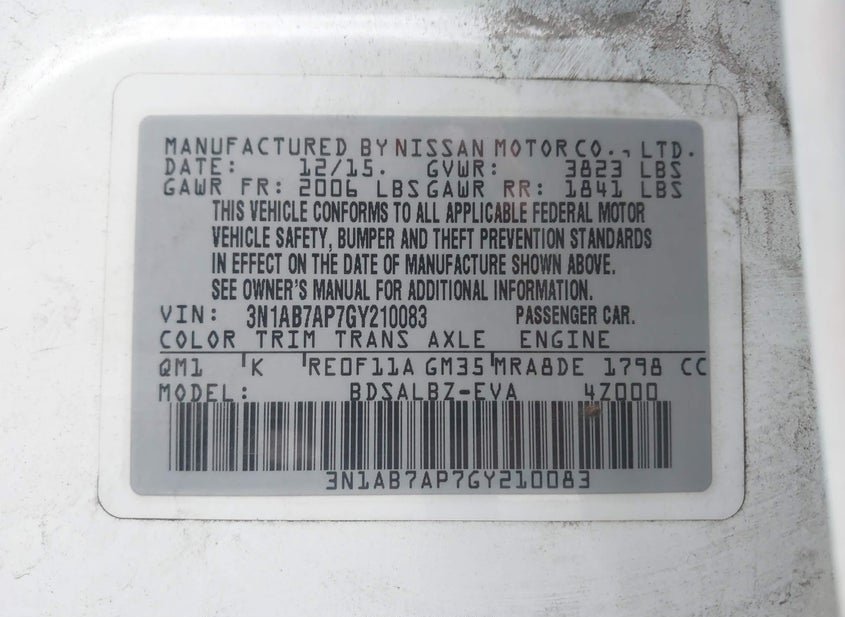 MANUFACTURED BY NISSAN MOTOR CO., LTD.
DATE: 12/15. GVWR: 3823 LBS
GAWR FR: 2006 LBS GAWR RR: 1841 LBS
THIS VEHICLE CONFORMS TO ALL APPLICABLE FEDERAL MOTOR
VEHICLE SAFETY, BUMPER AND THEFT PREVENTION STANDARDS
IN EFFECT ON THE DATE OF MANUFACTURE SHOWN ABOVE.
SEE OWNER'S MANUAL FOR ADDITIONAL INFORMATION.
VIN: 3N1AB7AP7GY210083 PASSENGER CAR.
COLOR TRIM TRANS AXLE ENGINE
QM1 K RE0F11A GM35 MRA8DE 1798 CC
MODEL: BDSALBZ-EVA 4Z000
3N1AB7AP7GY210083